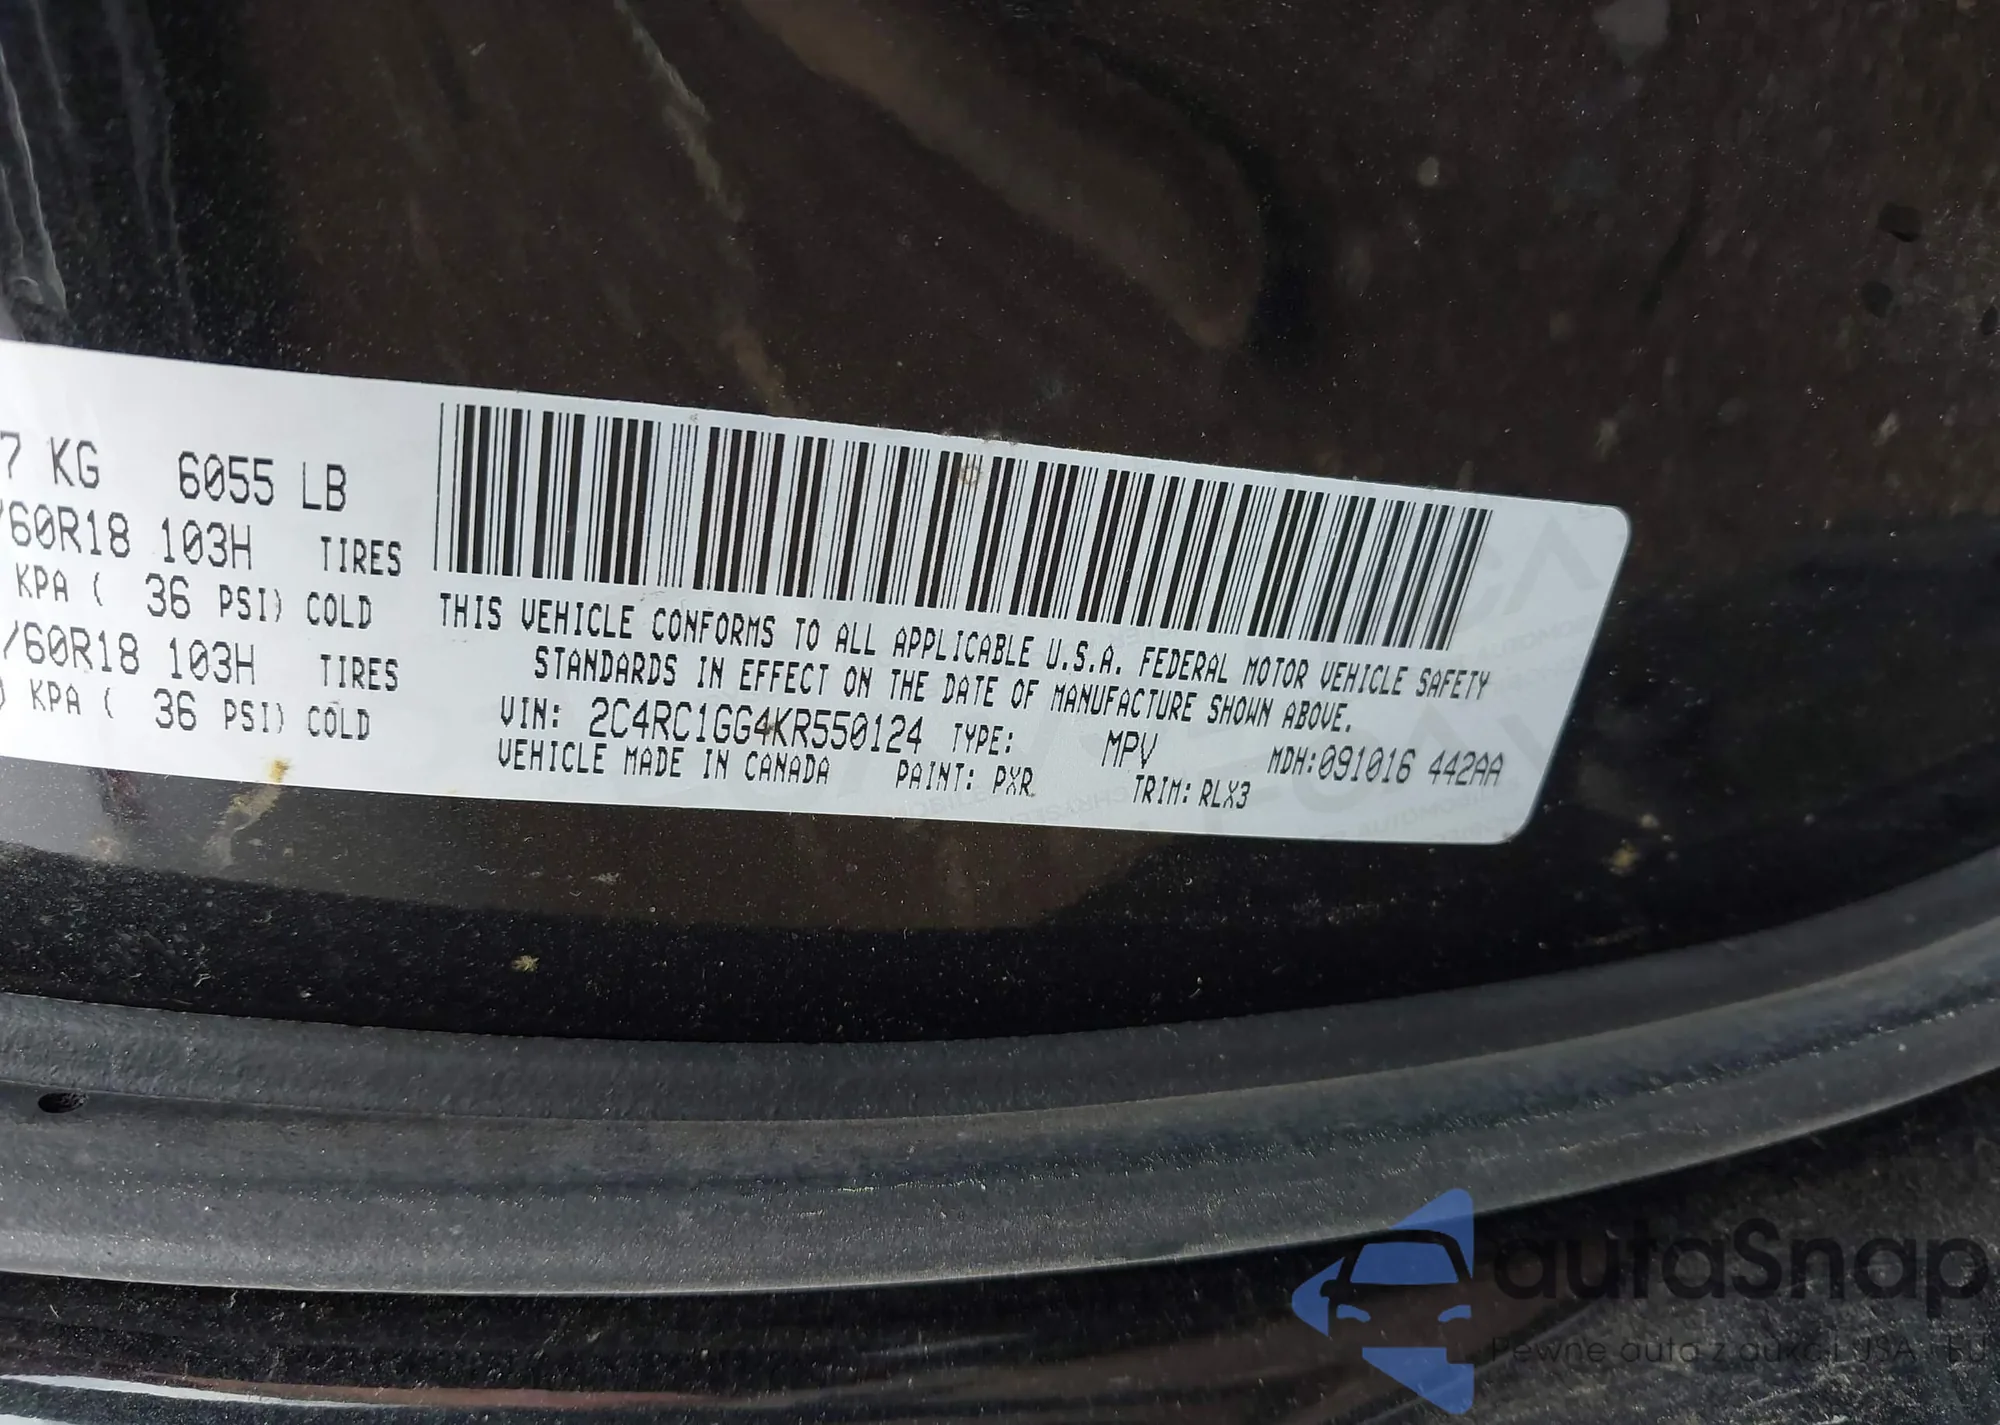 7 KG 6055 LB
/60R18 103H TIRES
KPA ( 36 PSI) COLD
/60R18 103H TIRES
KPA ( 36 PSI) COLD
THIS VEHICLE CONFORMS TO ALL APPLICABLE U.S.A. FEDERAL MOTOR VEHICLE SAFETY
STANDARDS IN EFFECT ON THE DATE OF MANUFACTURE SHOWN ABOVE.
VIN: 2C4RC1GG4KR550124 TYPE: MPV MDH:091016 442AA
VEHICLE MADE IN CANADA PAINT: PXR TRIM: RLX3
autaSnap
Pewne auta z aukcji USA i EU